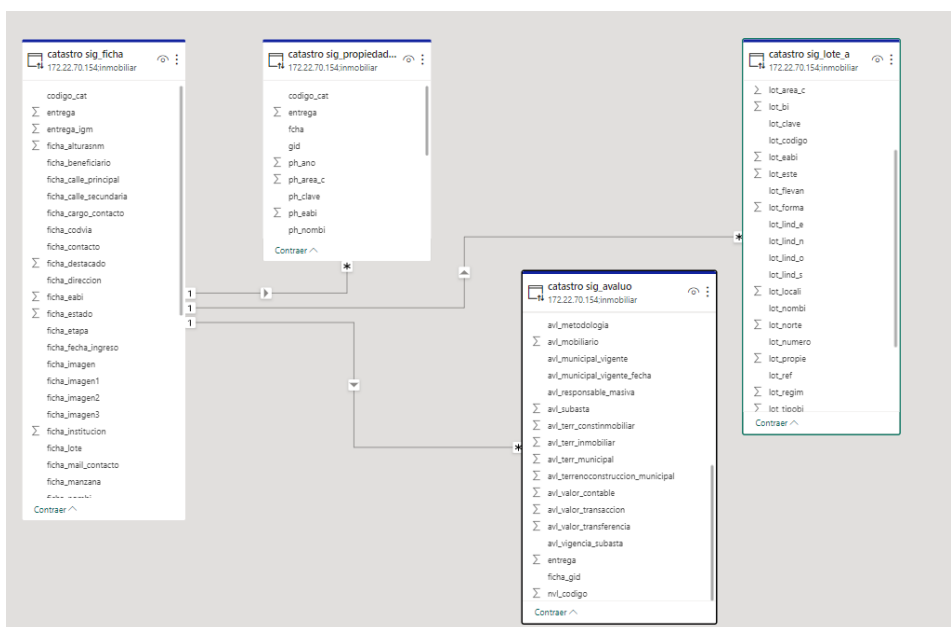 catastro sig_ficha
172.22.70.154;inmobiliar
codigo_cat
entrega
entrega_igm
ficha_alturasnm
ficha_beneficiario
ficha_calle_principal
ficha_calle_secundaria
ficha_cargo_contacto
ficha_codvia
ficha_contacto
ficha_destacado
ficha_direccion
ficha_eabi
ficha_estado
ficha_etapa
ficha_fecha_ingreso
ficha_imagen
ficha_imagen1
ficha_imagen2
ficha_imagen3
ficha_institucion
ficha_lote
ficha_mail_contacto
ficha_manzana
Contraer
catastro sig_propiedad...
172.22.70.154;inmobiliar
codigo_cat
entrega
fcha
gid
ph_ano
ph_area_c
ph_clave
ph_eabi
ph_nombi
Contraer
1
1
1
*
*
*
catastro sig_avaluo
172.22.70.154;inmobiliar
avl_metodologia
avl_mobiliario
avl_municipal_vigente
avl_municipal_vigente_fecha
avl_responsable_masiva
avl_subasta
avl_terr_constinmobiliar
avl_terr_inmobiliar
avl_terr_municipal
avl_terrenoconstruccion_municipal
avl_valor_contable
avl_valor_transaccion
avl_valor_transferencia
avl_vigencia_subasta
entrega
ficha_gid
nvl_codigo
Contraer
catastro sig_lote_a
172.22.70.154;inmobiliar
lot_area_c
lot_bi
lot_clave
lot_codigo
lot_eabi
lot_este
lot_flevan
lot_forma
lot_lind_e
lot_lind_n
lot_lind_o
lot_lind_s
lot_locali
lot_nombi
lot_norte
lot_numero
lot_propie
lot_ref
lot_regim
lot_tipobi
Contraer